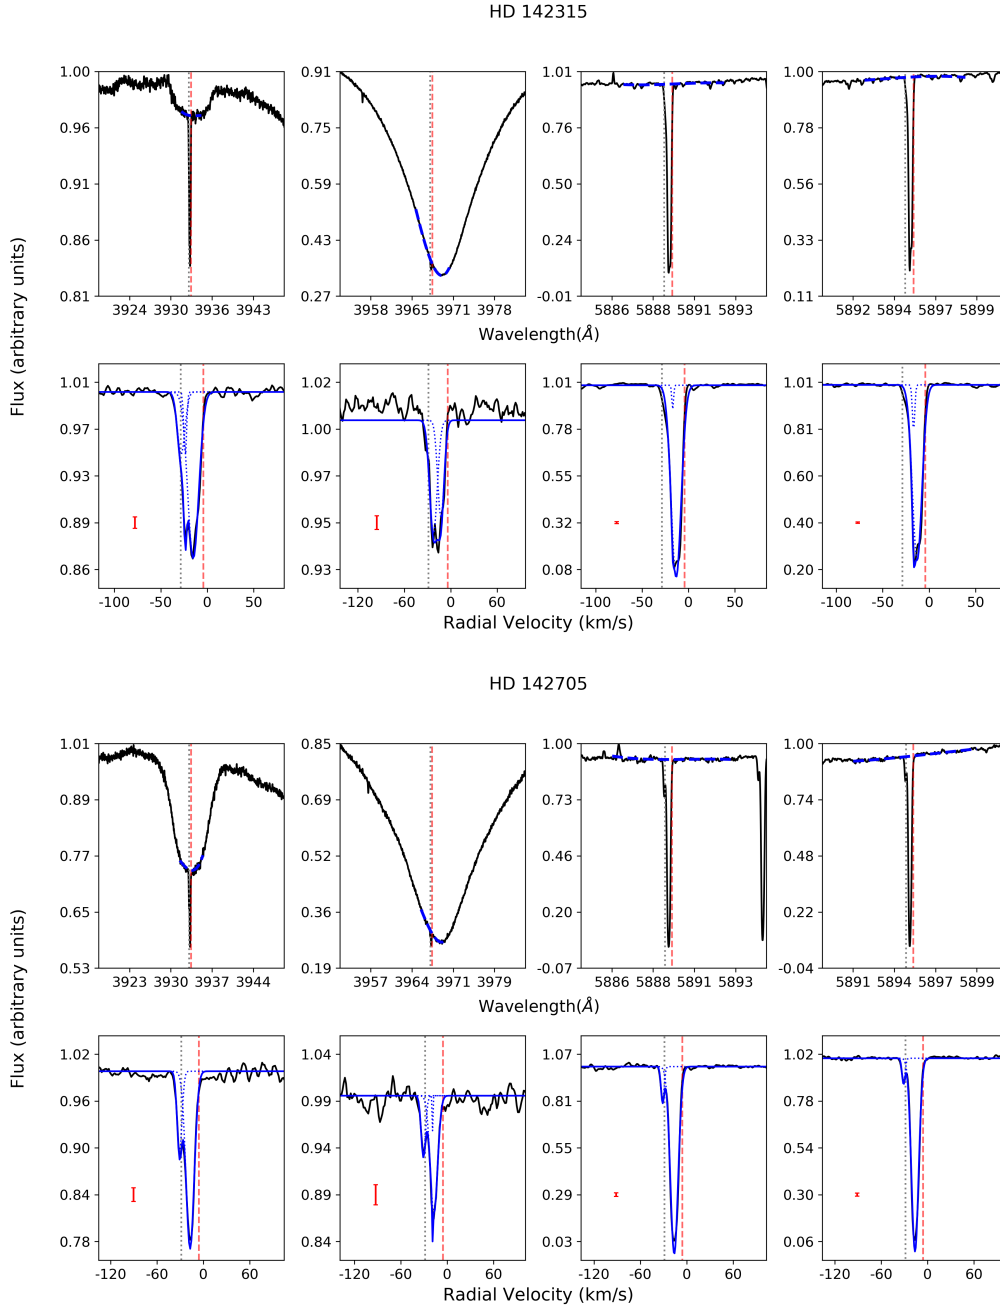 HD 142315
1.00 0.96 0.91 0.86 0.81
3924 3930 3936 3943
0.91 0.75 0.59 0.43 0.27
3958 3966 3971 3978
1.01 0.76 0.50 0.24 -0.01
5886 5888 5891 5893
1.00 0.78 0.56 0.33 0.11
5892 5894 5897 5899
Wavelength(Å)
Flux (arbitrary units)
1.01 0.97 0.93 0.89 0.86
-100 -50 0 50
1.02 1.00 0.97 0.95 0.93
-120 -60 0 60
1.01 0.78 0.55 0.32 0.08
-100 -50 0 50
1.01 0.81 0.60 0.40 0.20
-100 -50 0 50
Radial Velocity (km/s)
HD 142705
1.01 0.89 0.77 0.65 0.53
3923 3930 3937 3944
0.85 0.69 0.52 0.36 0.19
3957 3964 3971 3979
1.00 0.73 0.46 0.20 -0.07
5886 5888 5891 5893
1.00 0.74 0.48 0.22 -0.04
5891 5894 5897 5899
Wavelength(Å)
Flux (arbitrary units)
1.02 0.96 0.90 0.84 0.78
-120 -60 0 60
1.04 0.99 0.94 0.89 0.84
-120 -60 0 60
1.07 0.81 0.55 0.29 0.03
-120 -60 0 60
1.02 0.78 0.54 0.30 0.06
-120 -60 0 60
Radial Velocity (km/s)